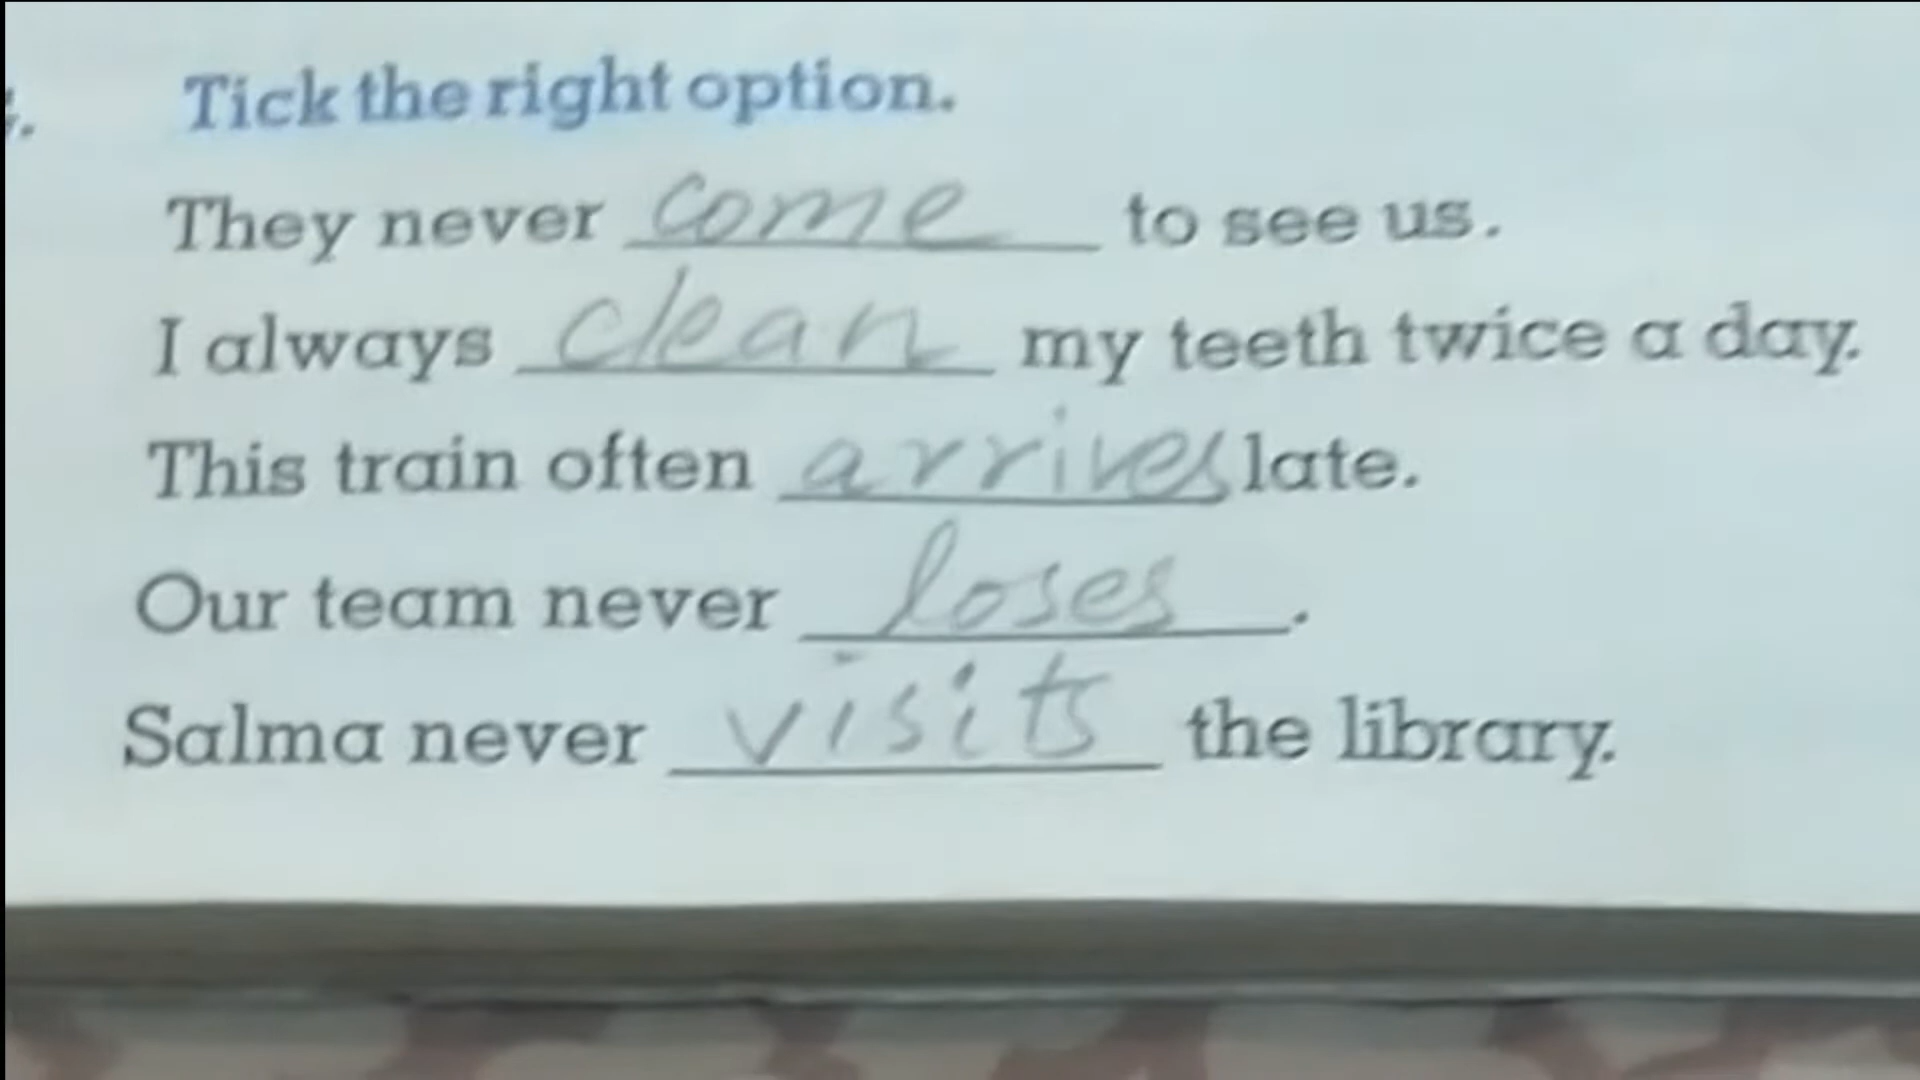 Tick the right option.
They never come to see us.
I always clean my teeth twice a day.
This train often arrives late.
Our team never loses.
Salma never visits the library.